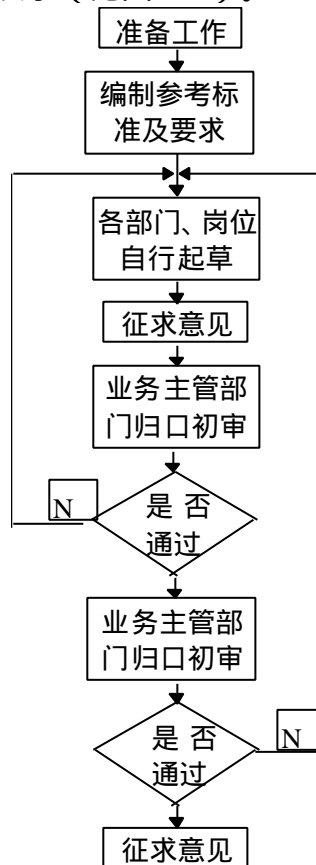 准备工作
编制参考标
准及要求
各部门、岗位
自行起草
征求意见
业务主管部
门归口初审
N
是 否
通过
业务主管部
门归口初审
是 否
通过
N
征求意见